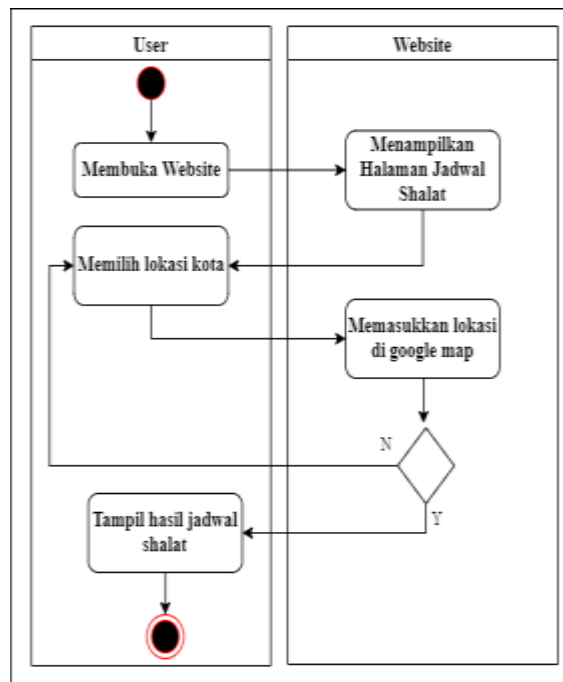 User
Website
Membuka Website
Menampilkan
Halaman Jadwal
Shalat
Memilih lokasi kota
Memasukkan lokasi
di google map
N
Y
Tampil hasil jadwal
shalat